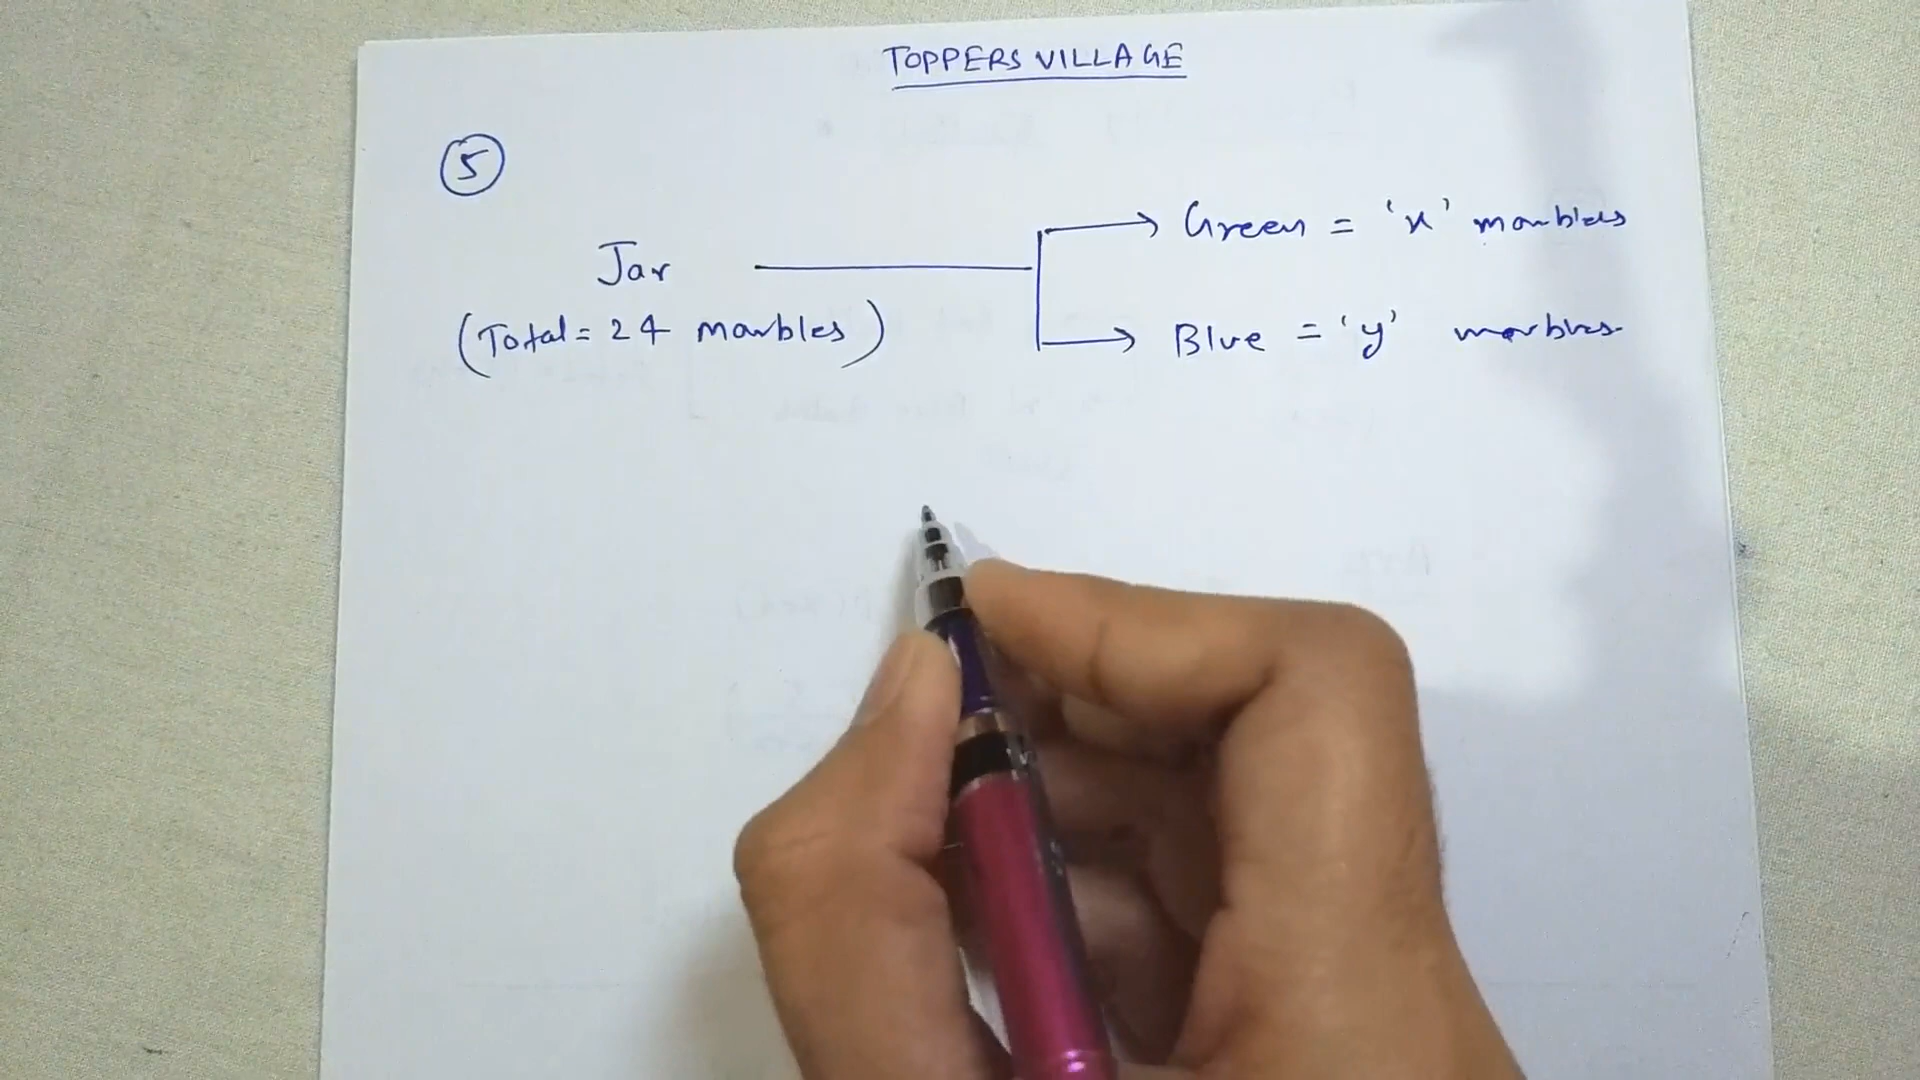 TOPPERS VILLAGE
5
Jar
(Total = 24 marbles)
Green = 'x' marbles
Blue = 'y' marbles